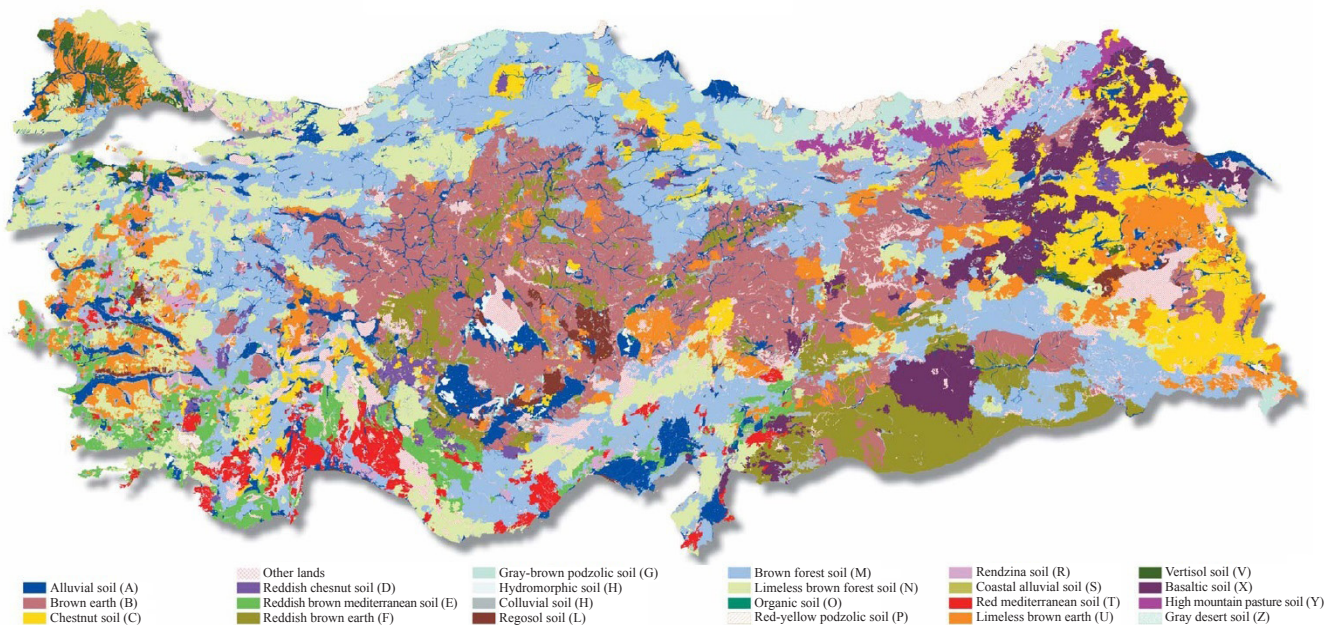 Other lands
Gray-brown podzolic soil (G)
Brown forest soil (M)
Rendzina soil (R)
Vertisol soil (V)
Alluvial soil (A)
Reddish chesnut soil (D)
Hydromorphic soil (H)
Limeless brown forest soil (N)
Coastal alluvial soil (S)
Basaltic soil (X)
Brown earth (B)
Reddish brown mediterranean soil (E)
Colluvial soil (H)
Organic soil (O)
Red mediterranean soil (T)
High mountain pasture soil (Y)
Chestnut soil (C)
Reddish brown earth (F)
Regosol soil (L)
Red-yellow podzolic soil (P)
Limeless brown earth (U)
Gray desert soil (Z)